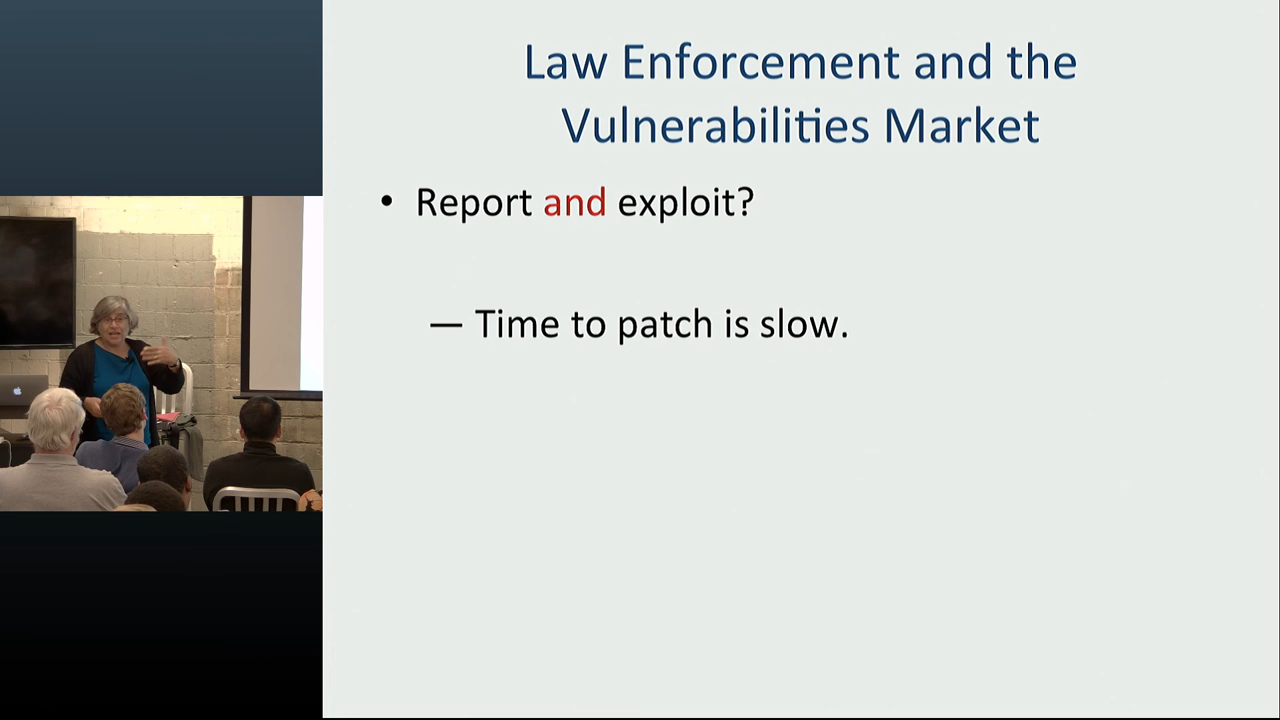 Law Enforcement and the
Vulnerabilities Market
• Report and exploit?
— Time to patch is slow.